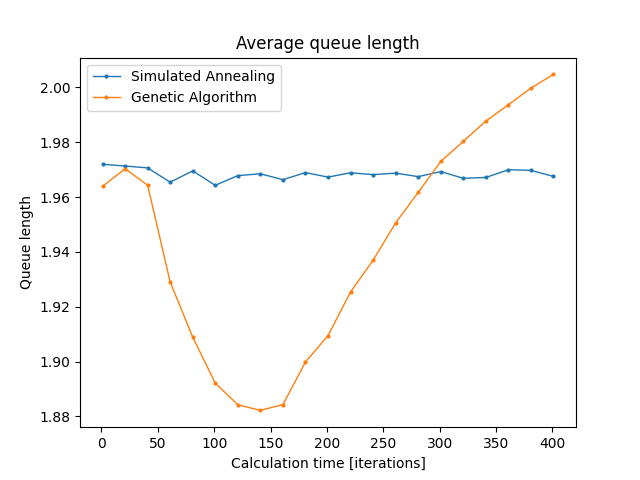 Average queue length
Simulated Annealing
Genetic Algorithm
Queue length
2.00
1.98
1.96
1.94
1.92
1.90
1.88
0 50 100 150 200 250 300 350 400
Calculation time [iterations]